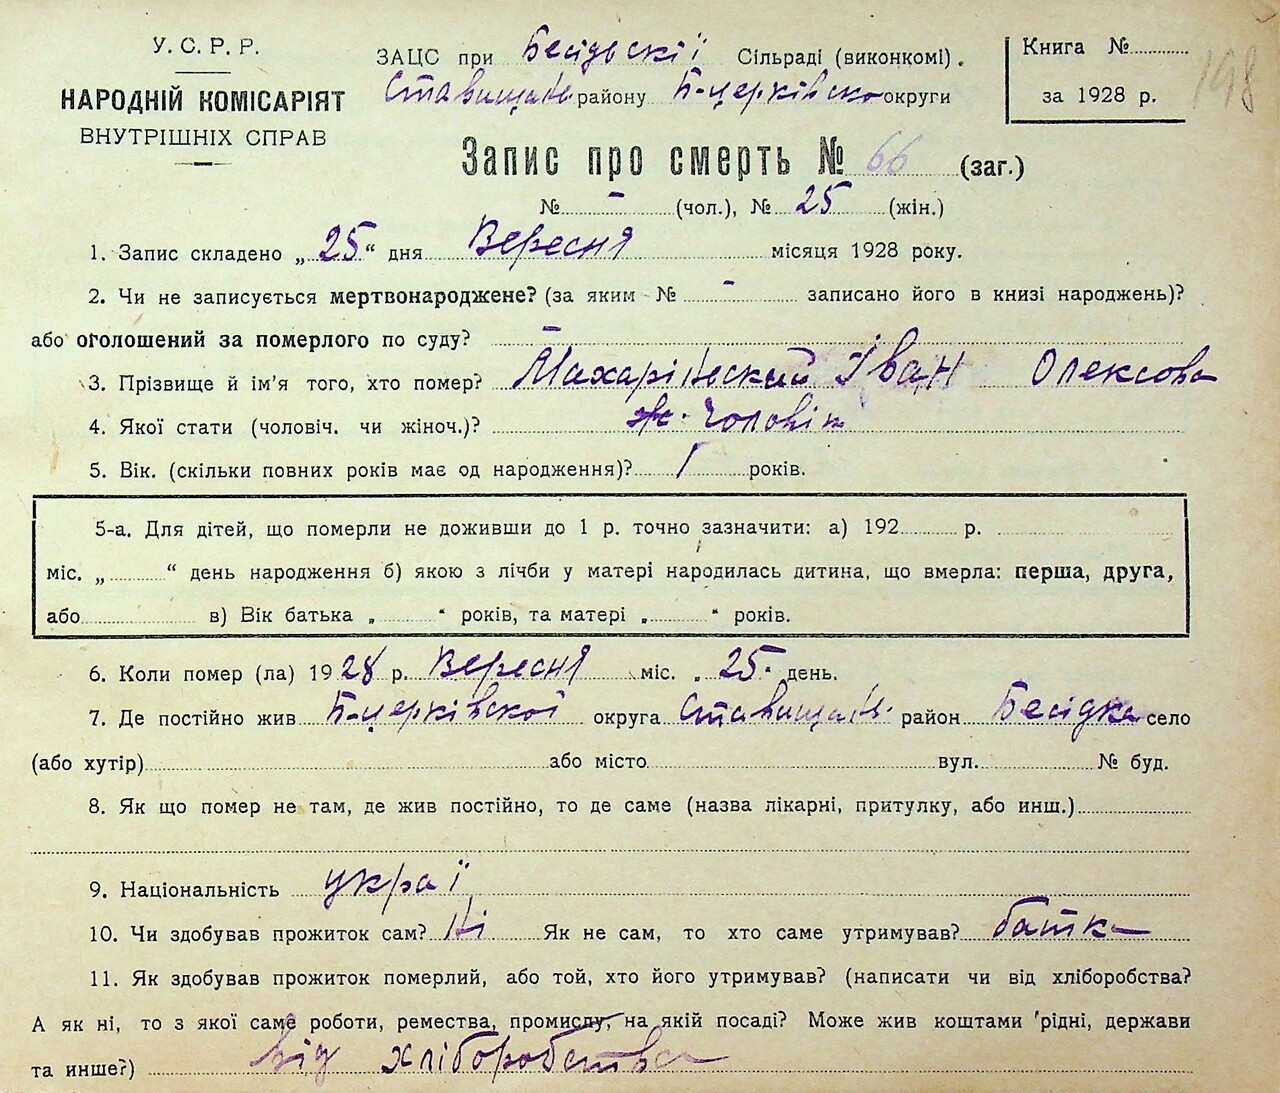 У. С. Р. Р.
НАРОДНІЙ КОМІСАРІЯТ
ВНУТРІШНІХ СПРАВ
ЗАЦС при Бесідьскії Сільраді (виконкомі).
Ставищан. району Б-церківско округи
Книга №
за 1928 р.
198
Запис про смерть № 66 (заг.)
№ - (чол.), № 25 (жін.)
1. Запис складено „ 25 “ дня Вересня місяця 1928 року.
2. Чи не записується мертвонароджене? (за яким № - записано його в книзі народжень)?
або оголошений за померлого по суду? -
3. Прізвище й ім’я того, хто помер? Махарінський Іван Олексова
4. Якої стати (чоловіч. чи жіноч.)? ж. Чоловік
5. Вік. (скільки повних років має од народження)? 1 років.
5-а. Для дітей, що померли не доживши до 1 р. точно зазначити: а) 192 р.
міс. „ “ день народження б) якою з лічби у матері народилась дитина, що вмерла: перша, друга,
або в) Вік батька „ “ років, та матері „ “ років.
6. Коли помер (ла) 1928 р. Вересня міс. „ 25 “ день.
7. Де постійно жив Б-церківскої округа Ставищан. район Бесідка село
(або хутір) або місто вул. № буд.
8. Як що помер не там, де жив постійно, то де саме (назва лікарні, притулку, або инш.)
9. Національність украї
10. Чи здобував прожиток сам? Ні Як не сам, то хто саме утримував? батко
11. Як здобував прожиток померлий, або той, хто його утримував? (написати чи від хліборобства?
А як ні, то з якої саме роботи, ремества, промислу, на якій посаді? Може жив коштами рідні, держави
та инше?) Від хліборобства